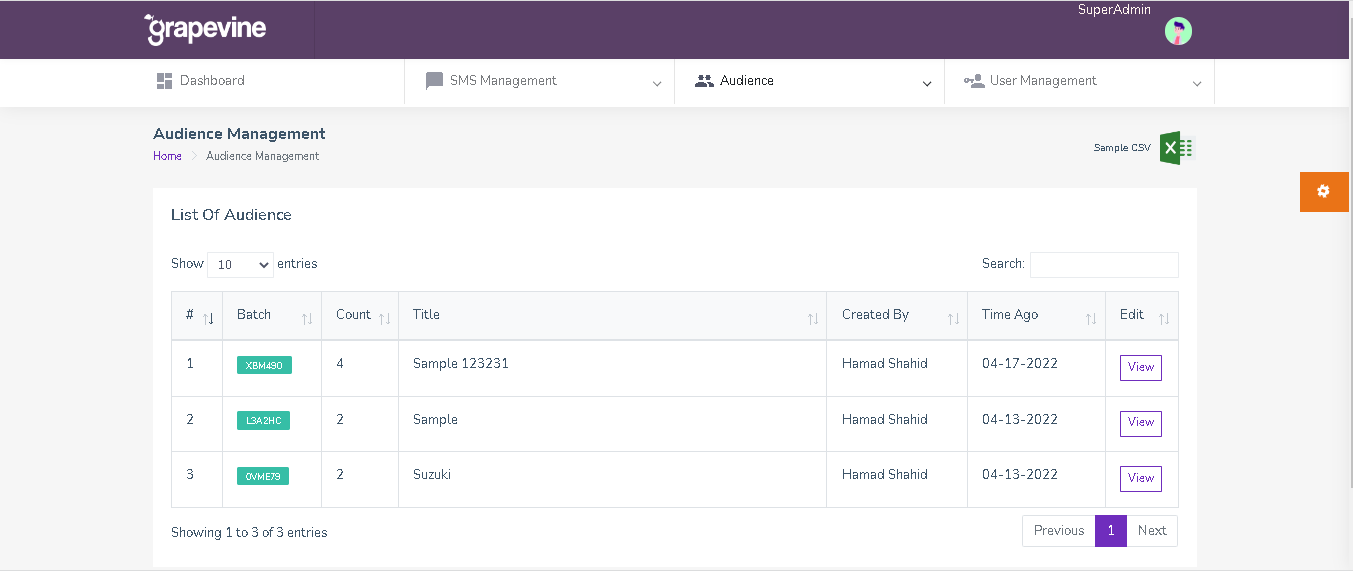 grapevine
SuperAdmin
Dashboard SMS Management Audience User Management
Audience Management
Home Audience Management
Sample CSV
List Of Audience
Show 10 entries Search:
# Batch Count Title Created By Time Ago Edit
1 XBM490 4 Sample 123231 Hamad Shahid 04-17-2022 View
2 L3A2HC 2 Sample Hamad Shahid 04-13-2022 View
3 0VME79 2 Suzuki Hamad Shahid 04-13-2022 View
Showing 1 to 3 of 3 entries Previous 1 Next